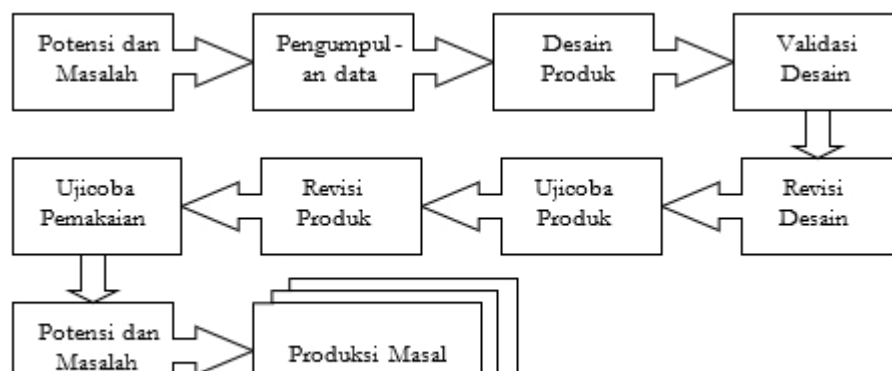 Potensi dan
Masalah
Pengumpul-
an data
Desain
Produk
Validasi
Desain
Revisi
Desain
Ujicoba
Produk
Revisi
Produk
Ujicoba
Pemakaian
Potensi dan
Masalah
Produksi Masal